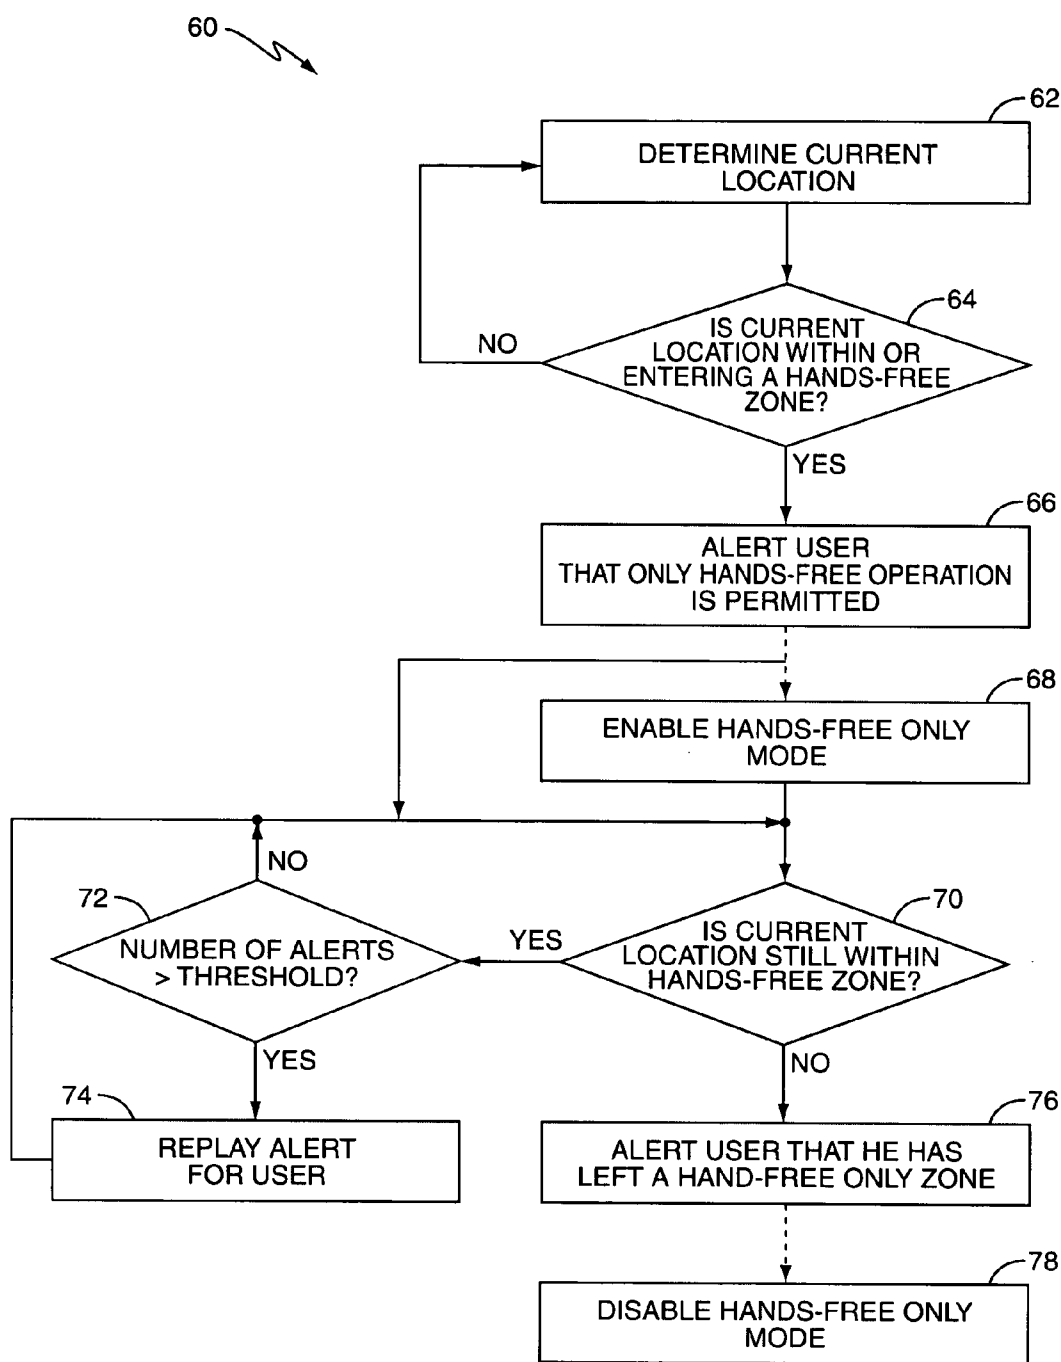 60
62
DETERMINE CURRENT
LOCATION
64
IS CURRENT
LOCATION WITHIN OR
ENTERING A HANDS-FREE
ZONE?
NO
YES
66
ALERT USER
THAT ONLY HANDS-FREE OPERATION
IS PERMITTED
68
ENABLE HANDS-FREE ONLY
MODE
NO
72
NUMBER OF ALERTS
> THRESHOLD?
YES
70
IS CURRENT
LOCATION STILL WITHIN
HANDS-FREE ZONE?
YES
NO
74
REPLAY ALERT
FOR USER
76
ALERT USER THAT HE HAS
LEFT A HAND-FREE ONLY ZONE
78
DISABLE HANDS-FREE ONLY
MODE